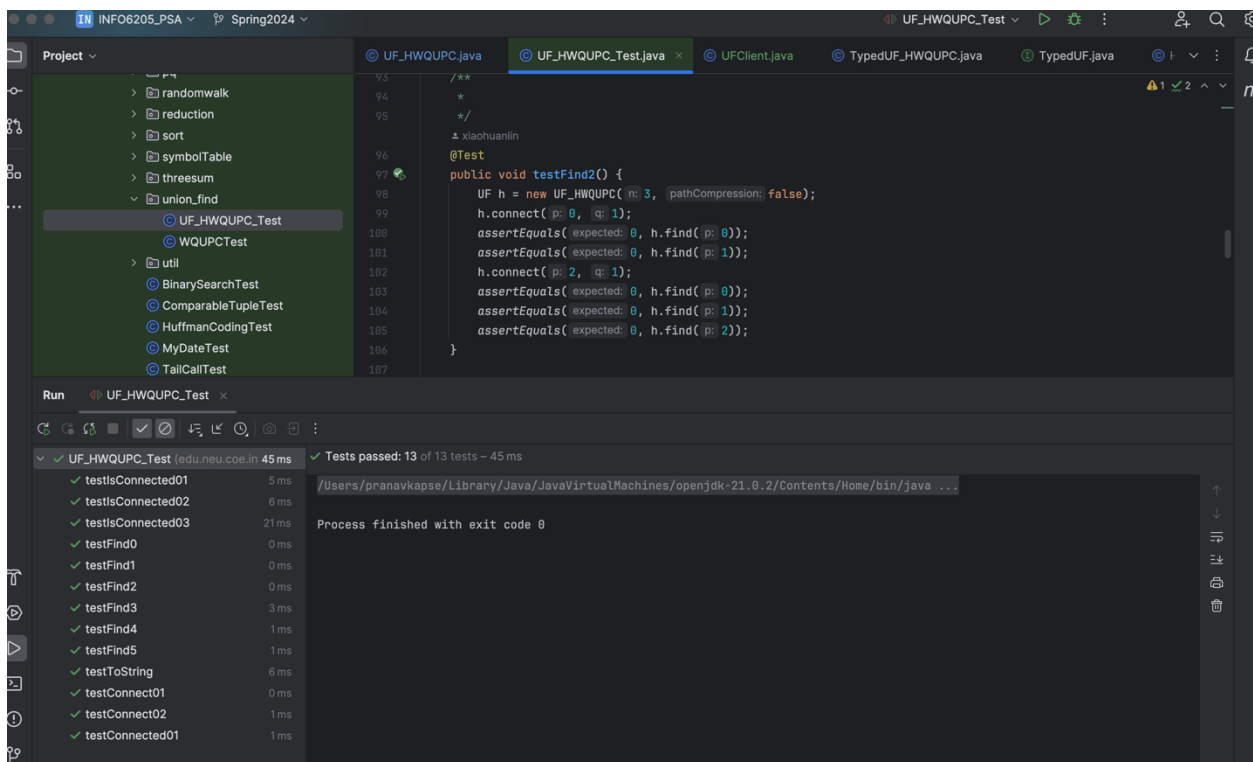 IN INFO6205_PSA Spring2024 UF_HWQUPC_Test
Project
UF_HWQUPC.java UF_HWQUPC_Test.java UFClient.java TypedUF_HWQUPC.java TypedUF.java
randomwalk
reduction
sort
symbolTable
threesum
union_find
UF_HWQUPC_Test
WQUPCTest
util
BinarySearchTest
ComparableTupleTest
HuffmanCodingTest
MyDateTest
TailCallTest
1 2
93 /**
94 *
95 */
xiaohuanlin
96 @Test
97 public void testFind2() {
98 UF h = new UF_HWQUPC( n: 3, pathCompression: false);
99 h.connect( p: 0, q: 1);
100 assertEquals( expected: 0, h.find( p: 0));
101 assertEquals( expected: 0, h.find( p: 1));
102 h.connect( p: 2, q: 1);
103 assertEquals( expected: 0, h.find( p: 0));
104 assertEquals( expected: 0, h.find( p: 1));
105 assertEquals( expected: 0, h.find( p: 2));
106 }
107
Run UF_HWQUPC_Test
UF_HWQUPC_Test (edu.neu.coe.in 45 ms
testIsConnected01 5 ms
testIsConnected02 6 ms
testIsConnected03 21 ms
testFind0 0 ms
testFind1 0 ms
testFind2 0 ms
testFind3 3 ms
testFind4 1 ms
testFind5 1 ms
testToString 6 ms
testConnect01 0 ms
testConnect02 1 ms
testConnected01 1 ms
Tests passed: 13 of 13 tests – 45 ms
/Users/pranavkapse/Library/Java/JavaVirtualMachines/openjdk-21.0.2/Contents/Home/bin/java ...
Process finished with exit code 0